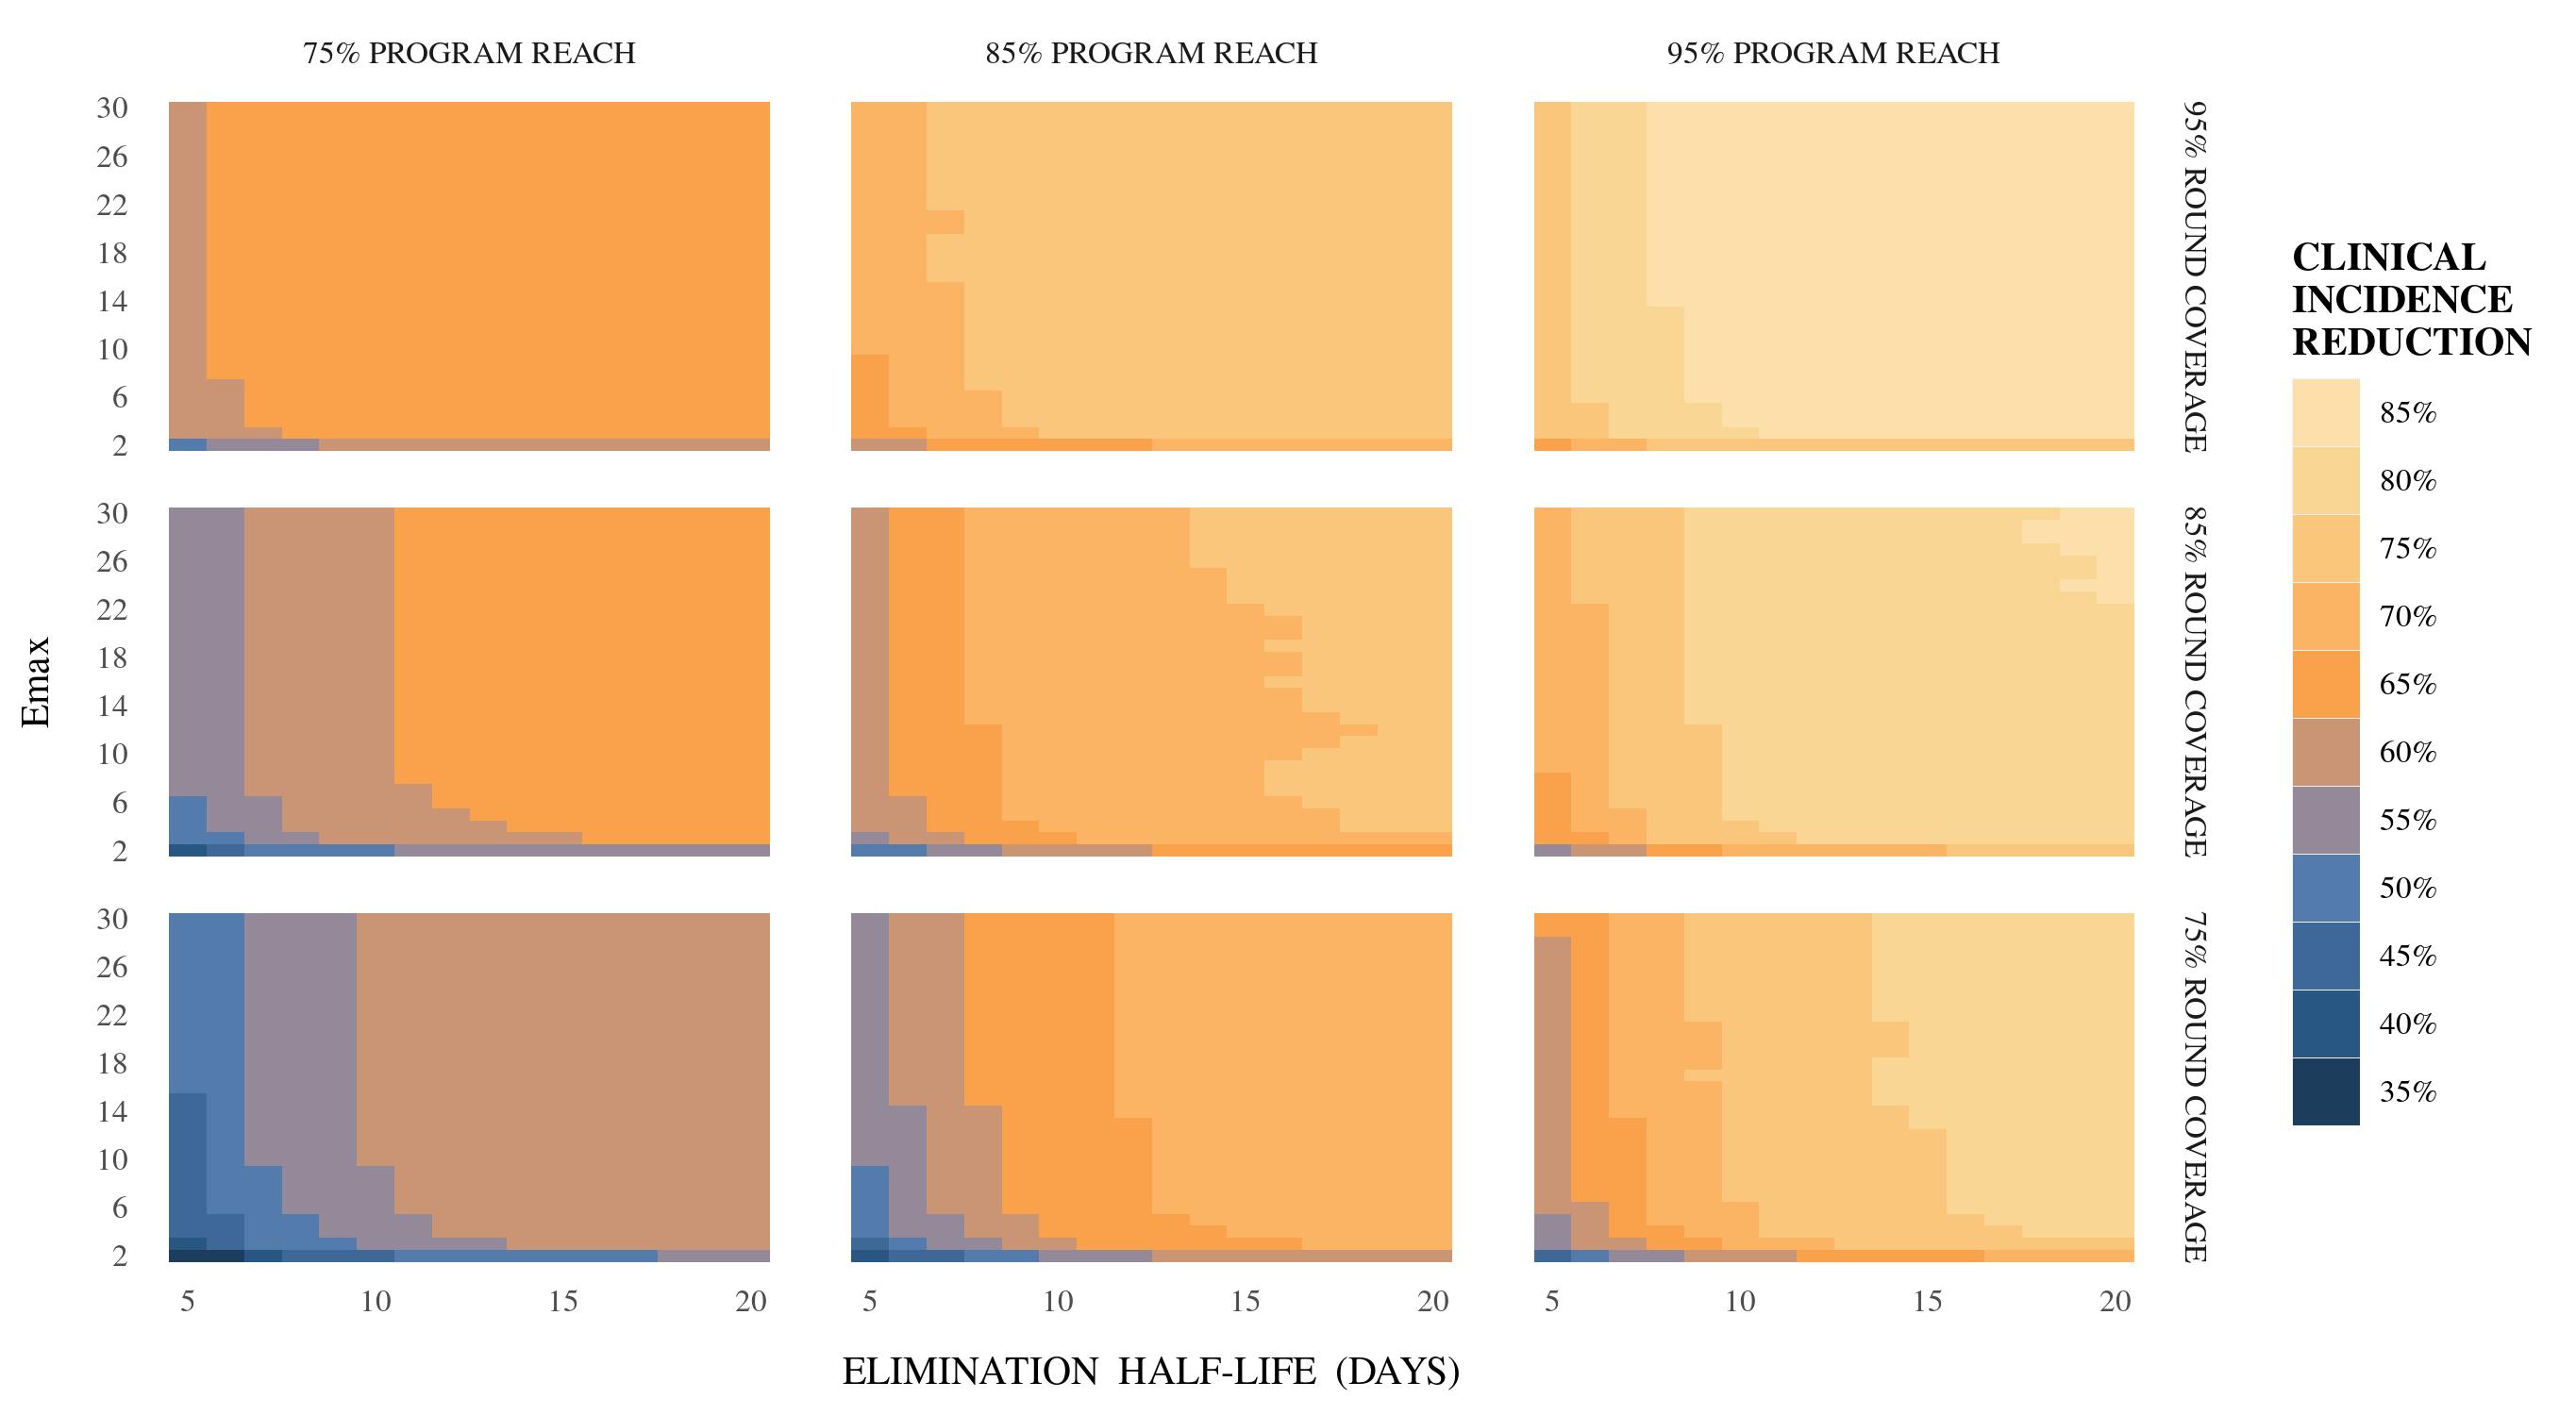 75% PROGRAM REACH
85% PROGRAM REACH
95% PROGRAM REACH
30
26
22
18
14
10
6
2
95% ROUND COVERAGE
30
26
22
18
14
10
6
2
85% ROUND COVERAGE
30
26
22
18
14
10
6
2
75% ROUND COVERAGE
Emax
5 10 15 20
5 10 15 20
5 10 15 20
ELIMINATION HALF-LIFE (DAYS)
CLINICAL
INCIDENCE
REDUCTION
85%
80%
75%
70%
65%
60%
55%
50%
45%
40%
35%